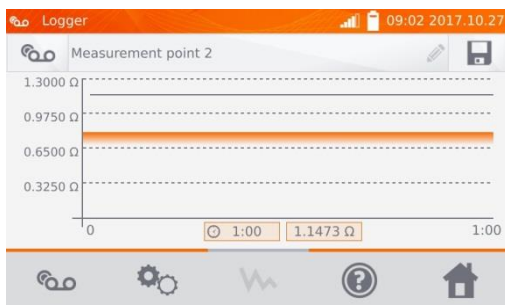 Logger 09:02 2017.10.27
Measurement point 2
1.3000 Ω
0.9750 Ω
0.6500 Ω
0.3250 Ω
0 1:00 1.1473 Ω 1:00